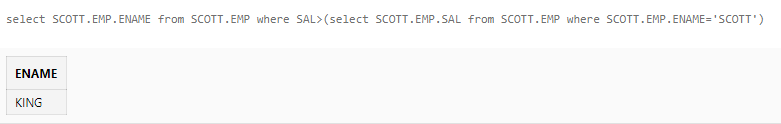 select SCOTT.EMP.ENAME from SCOTT.EMP where SAL>(select SCOTT.EMP.SAL from SCOTT.EMP where SCOTT.EMP.ENAME='SCOTT')
ENAME
KING